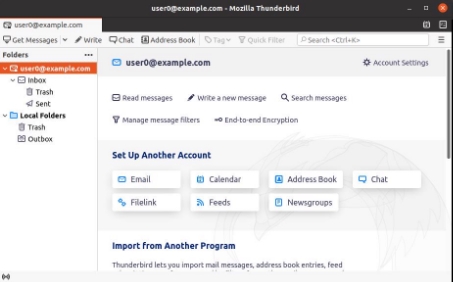 user0@example.com - Mozilla Thunderbird
user0@example.com
Get Messages Write Chat Address Book Tag Quick Filter Search <Ctrl+K>
Folders
user0@example.com
Inbox
Trash
Sent
Local Folders
Trash
Outbox
user0@example.com Account Settings
Read messages Write a new message Search messages
Manage message filters End-to-end Encryption
Set Up Another Account
Email Calendar Address Book Chat
Filelink Feeds Newsgroups
Import from Another Program
Thunderbird lets you import mail messages, address book entries, feed